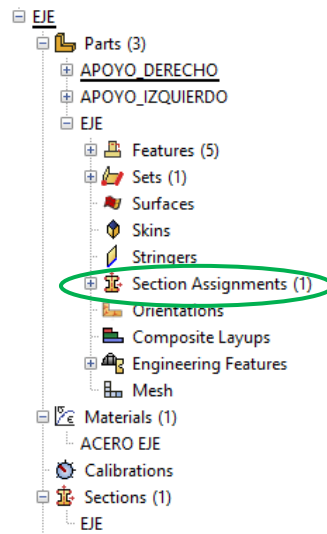 EJE
Parts (3)
APOYO_DERECHO
APOYO_IZQUIERDO
EJE
Features (5)
Sets (1)
Surfaces
Skins
Stringers
Section Assignments (1)
Orientations
Composite Layups
Engineering Features
Mesh
Materials (1)
ACERO EJE
Calibrations
Sections (1)
EJE